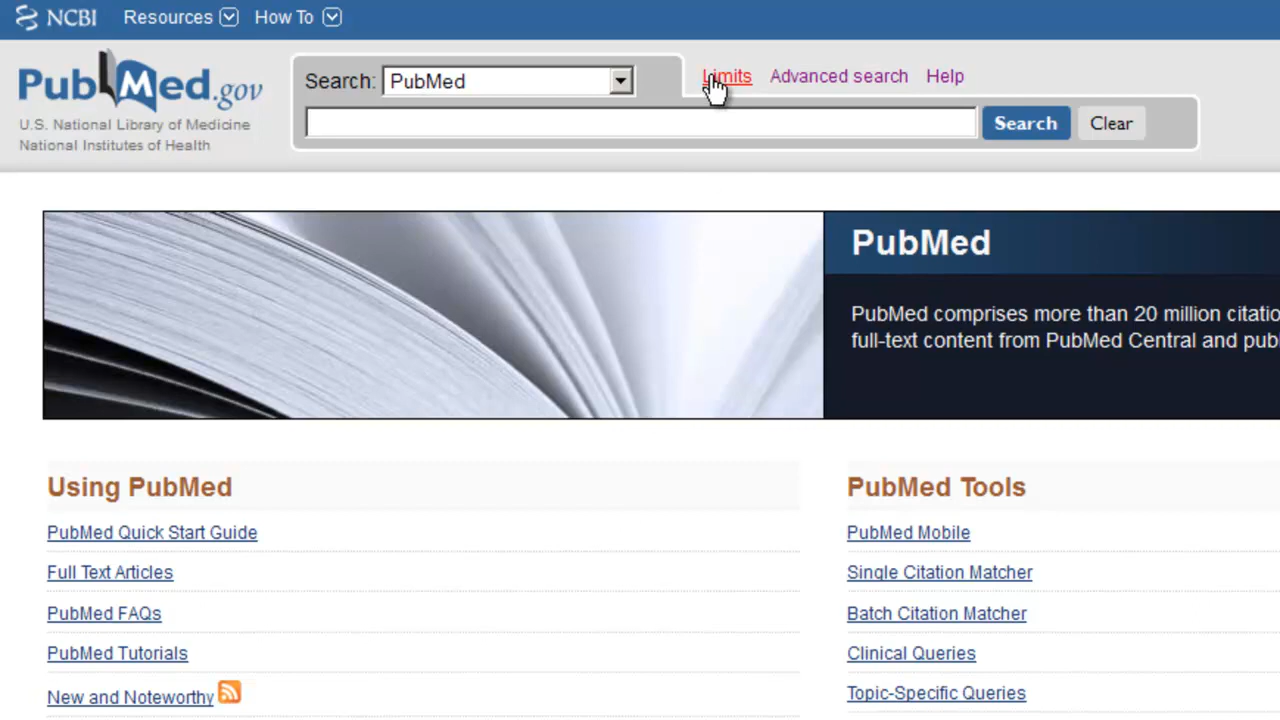 NCBI Resources How To
PubMed.gov
U.S. National Library of Medicine
National Institutes of Health
Search: PubMed
Limits Advanced search Help
Search Clear
PubMed
PubMed comprises more than 20 million
full-text content from PubMed Central and
Using PubMed
PubMed Quick Start Guide
Full Text Articles
PubMed FAQs
PubMed Tutorials
New and Noteworthy
PubMed Tools
PubMed Mobile
Single Citation Matcher
Batch Citation Matcher
Clinical Queries
Topic-Specific Queries